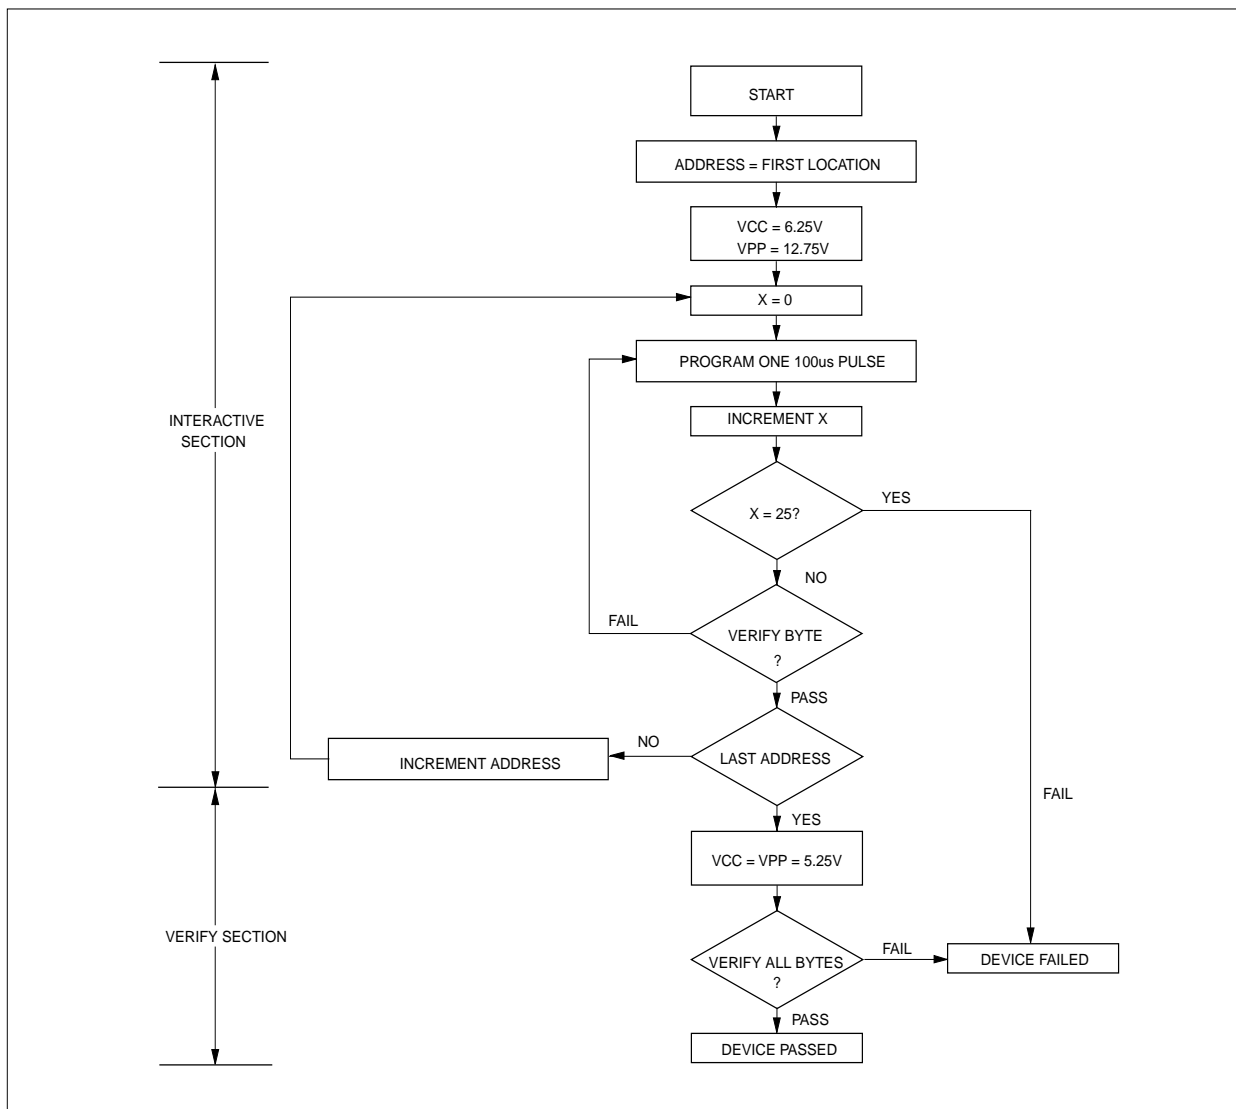 START
ADDRESS = FIRST LOCATION
VCC = 6.25V
VPP = 12.75V
X = 0
PROGRAM ONE 100us PULSE
INCREMENT X
INTERACTIVE
SECTION
X = 25?
YES
NO
FAIL
VERIFY BYTE
?
PASS
NO
LAST ADDRESS
INCREMENT ADDRESS
FAIL
YES
VCC = VPP = 5.25V
VERIFY SECTION
VERIFY ALL BYTES
?
FAIL
DEVICE FAILED
PASS
DEVICE PASSED